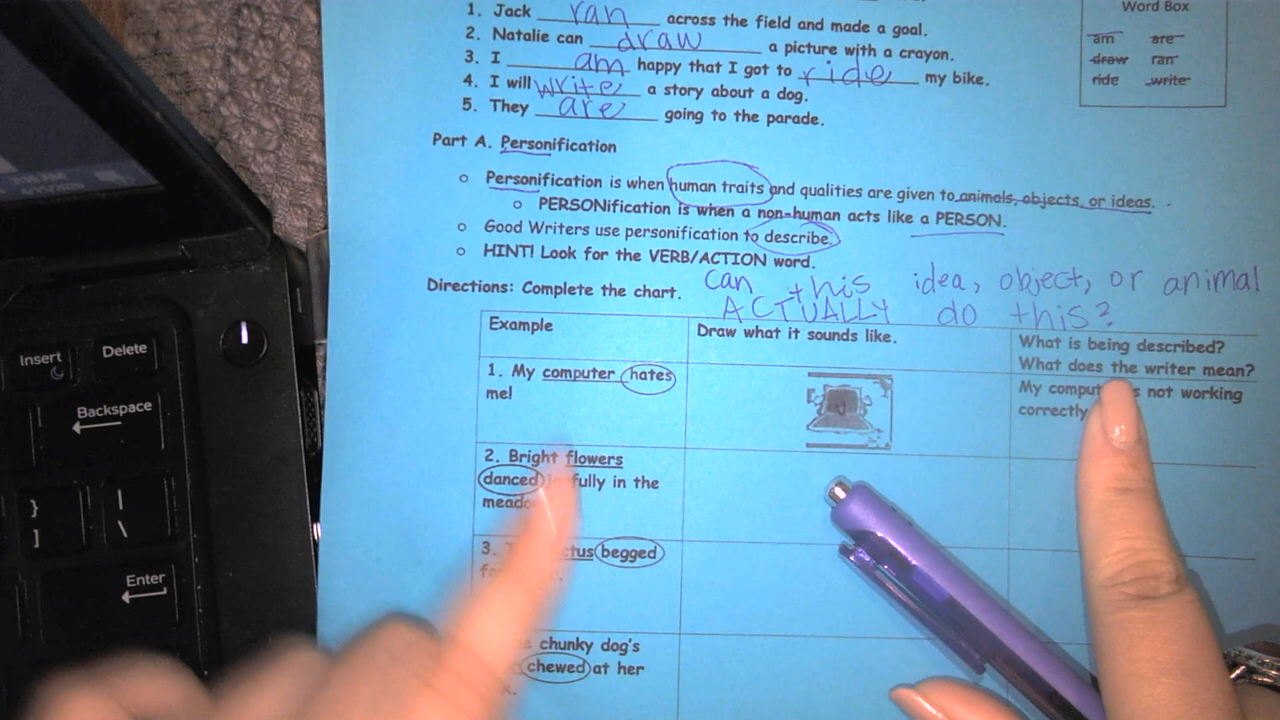 Word Box
am are
draw ran
ride write
1. Jack ran across the field and made a goal.
2. Natalie can draw a picture with a crayon.
3. I am happy that I got to ride my bike.
4. I will write a story about a dog.
5. They are going to the parade.
Part A. Personification
Personification is when human traits and qualities are given to animals, objects, or ideas.
PERSONification is when a non-human acts like a PERSON.
Good Writers use personification to describe.
HINT! Look for the VERB/ACTION word.
Directions: Complete the chart.
can this idea, object, or animal
ACTUALLY do this?
Example
Draw what it sounds like.
What is being described?
What does the writer mean?
1. My computer hates
me!
My not working
correctly
2. Bright flowers
danced in the
3. begged
chunky dog's
chewed at her
Insert
Delete
Backspace
}
]
|
\
Enter